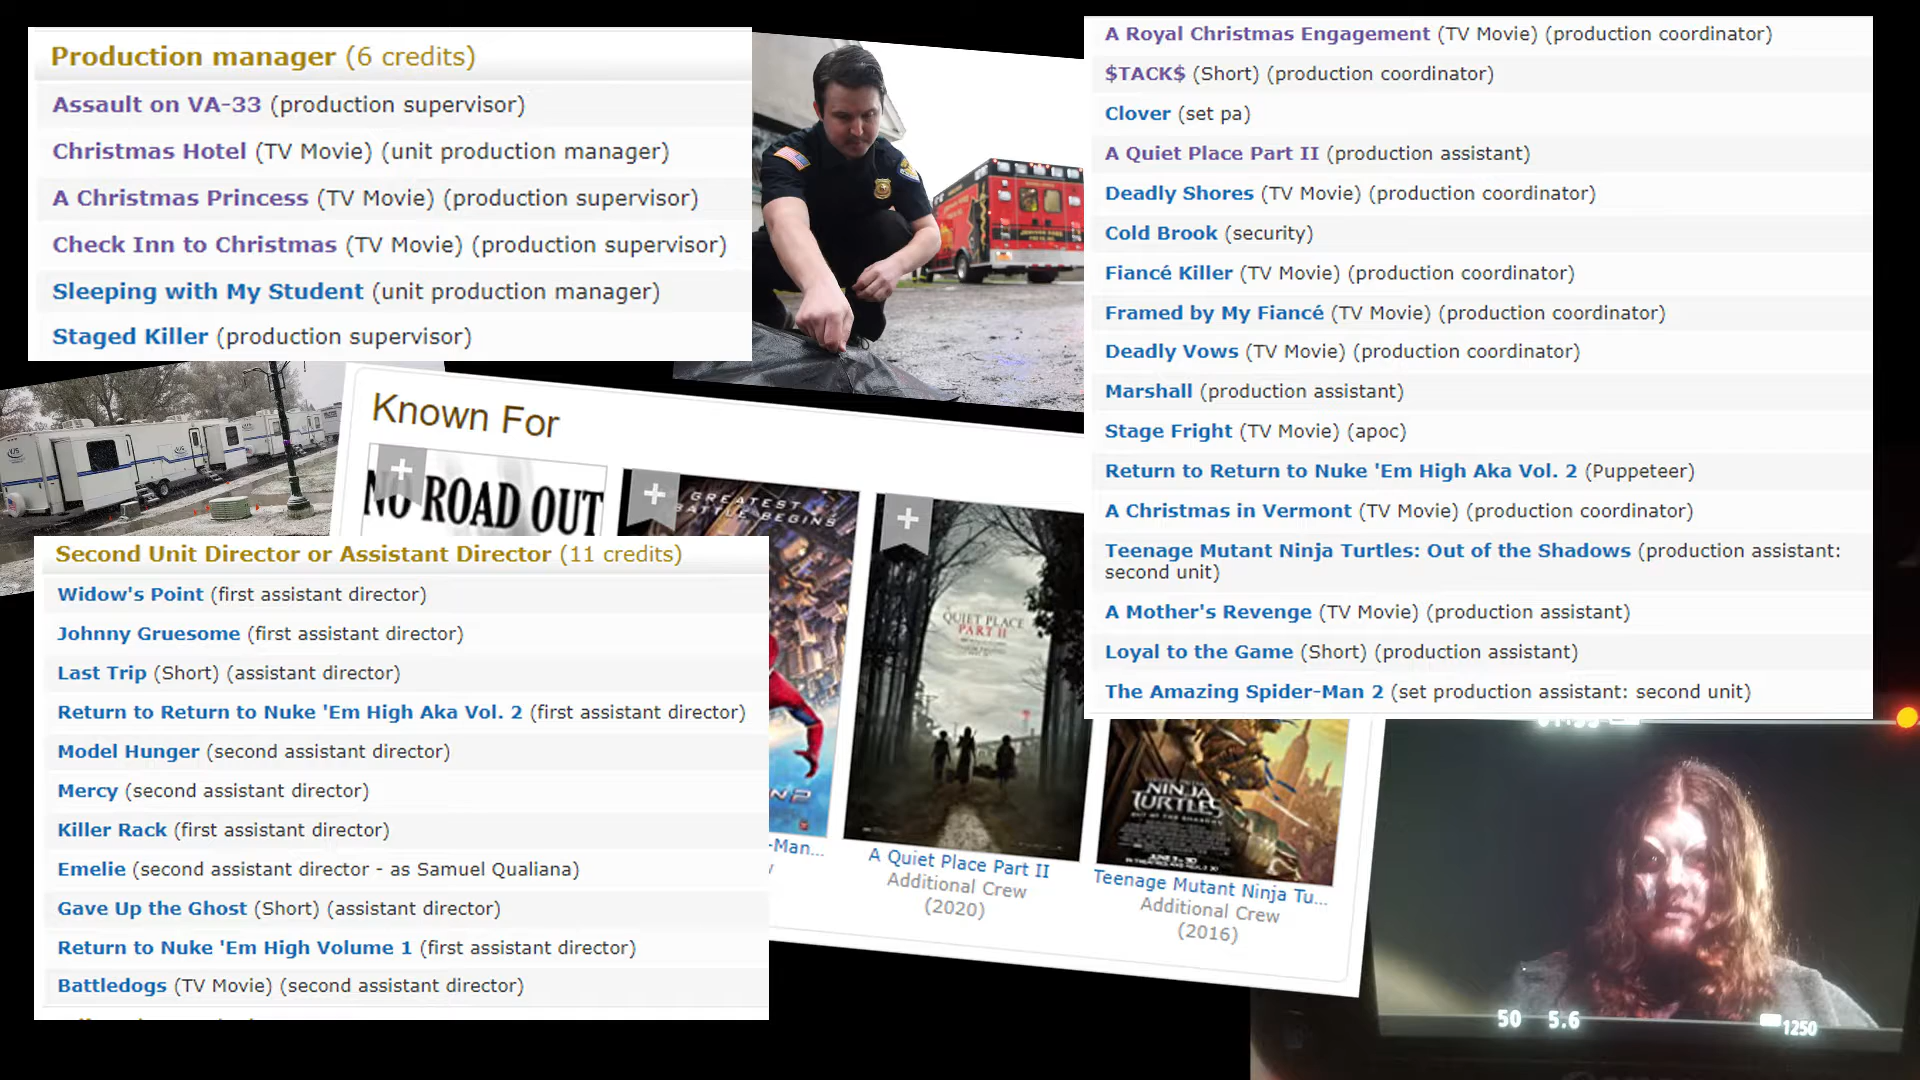 Production manager (6 credits)
Assault on VA-33 (production supervisor)
Christmas Hotel (TV Movie) (unit production manager)
A Christmas Princess (TV Movie) (production supervisor)
Check Inn to Christmas (TV Movie) (production supervisor)
Sleeping with My Student (unit production manager)
Staged Killer (production supervisor)
A Royal Christmas Engagement (TV Movie) (production coordinator)
$TACK$ (Short) (production coordinator)
Clover (set pa)
A Quiet Place Part II (production assistant)
Deadly Shores (TV Movie) (production coordinator)
Cold Brook (security)
Fiancé Killer (TV Movie) (production coordinator)
Framed by My Fiancé (TV Movie) (production coordinator)
Deadly Vows (TV Movie) (production coordinator)
Marshall (production assistant)
Stage Fright (TV Movie) (apoc)
Return to Return to Nuke 'Em High Aka Vol. 2 (Puppeteer)
A Christmas in Vermont (TV Movie) (production coordinator)
Teenage Mutant Ninja Turtles: Out of the Shadows (production assistant:
second unit)
A Mother's Revenge (TV Movie) (production assistant)
Loyal to the Game (Short) (production assistant)
The Amazing Spider-Man 2 (set production assistant: second unit)
Known For
NO ROAD OUT
GREATEST
BATTLE BEGINS
A QUIET PLACE
PART II
NINJA
TURTLES
OUT OF THE SHADOWS
-Man...
A Quiet Place Part II
Additional Crew
(2020)
Teenage Mutant Ninja Tu...
Additional Crew
(2016)
Second Unit Director or Assistant Director (11 credits)
Widow's Point (first assistant director)
Johnny Gruesome (first assistant director)
Last Trip (Short) (assistant director)
Return to Return to Nuke 'Em High Aka Vol. 2 (first assistant director)
Model Hunger (second assistant director)
Mercy (second assistant director)
Killer Rack (first assistant director)
Emelie (second assistant director - as Samuel Qualiana)
Gave Up the Ghost (Short) (assistant director)
Return to Nuke 'Em High Volume 1 (first assistant director)
Battledogs (TV Movie) (second assistant director)
50 5.6 1250